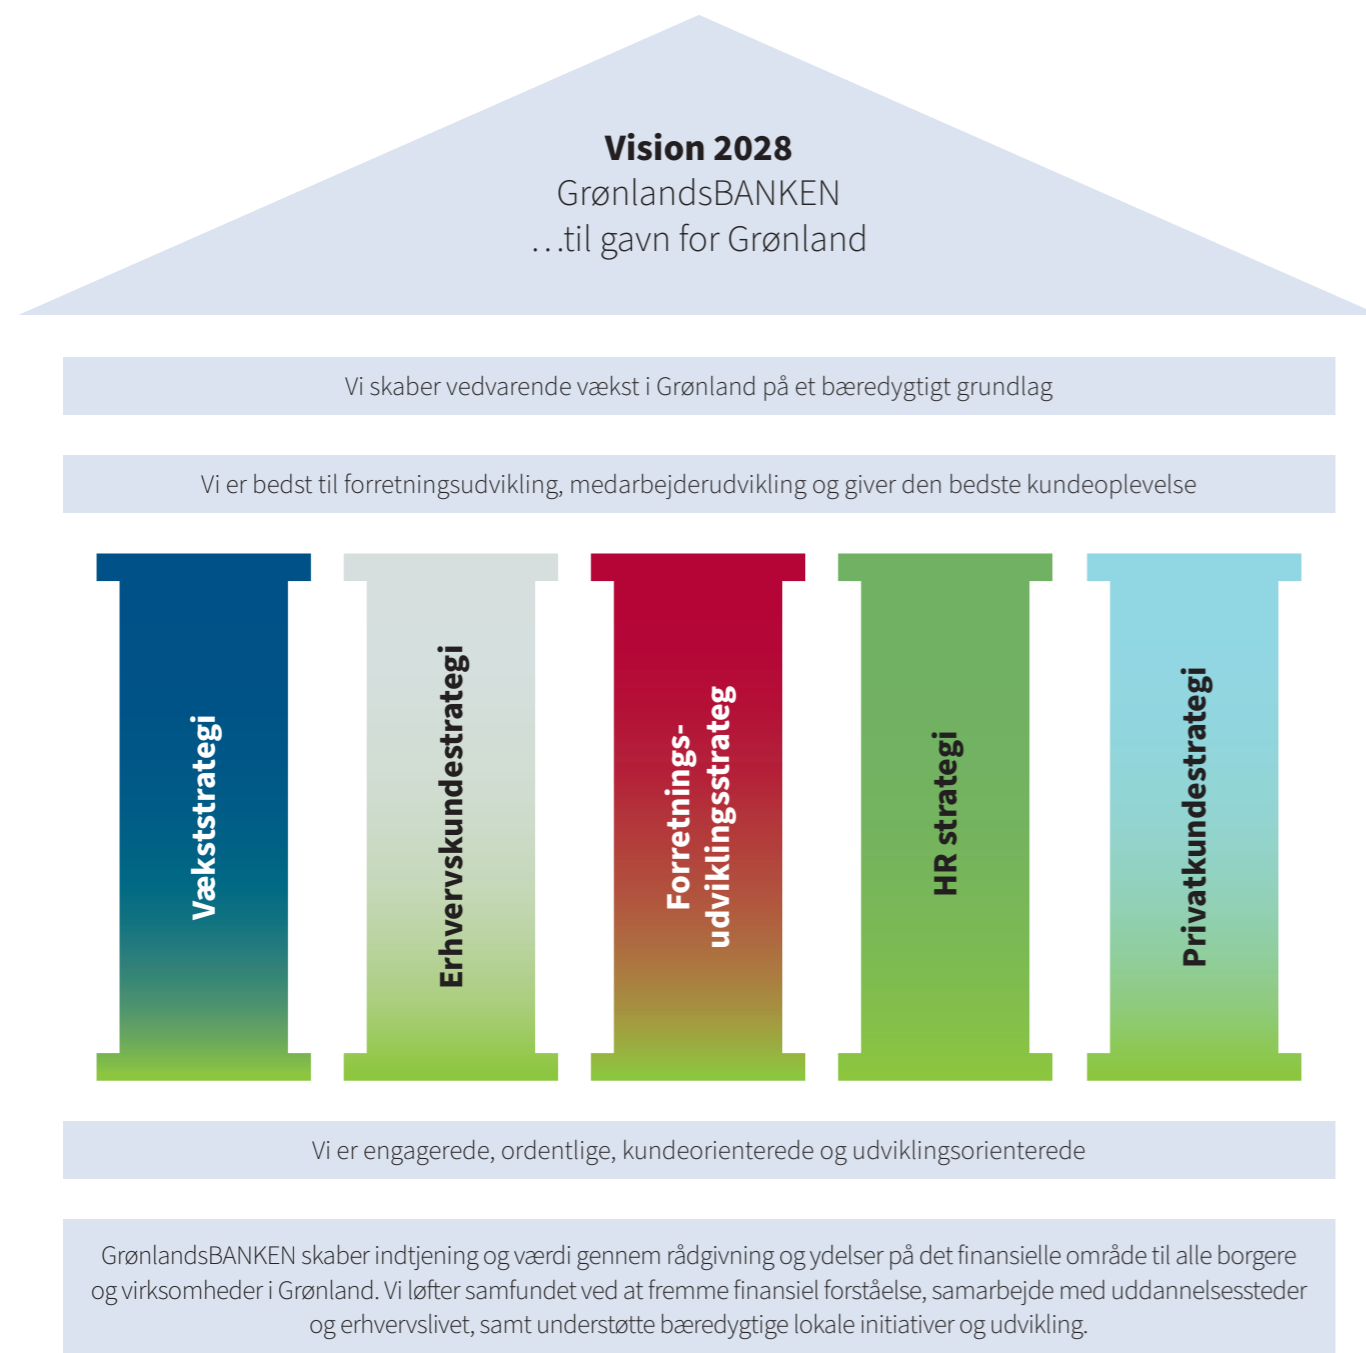 Vision 2028
GrønlandsBANKEN
...til gavn for Grønland
Vi skaber vedvarende vækst i Grønland på et bæredygtigt grundlag
Vi er bedst til forretningsudvikling, medarbejderudvikling og giver den bedste kundeoplevelse
Vækststrategi
Erhvervskundestrategi
Forretnings-
udviklingsstrateg
HR strategi
Privatkundestrategi
Vi er engagerede, ordentlige, kundeorienterede og udviklingsorienterede
GrønlandsBANKEN skaber indtjening og værdi gennem rådgivning og ydelser på det finansielle område til alle borgere
og virksomheder i Grønland. Vi løfter samfundet ved at fremme finansiel forståelse, samarbejde med uddannelsessteder
og erhvervslivet, samt understøtte bæredygtige lokale initiativer og udvikling.